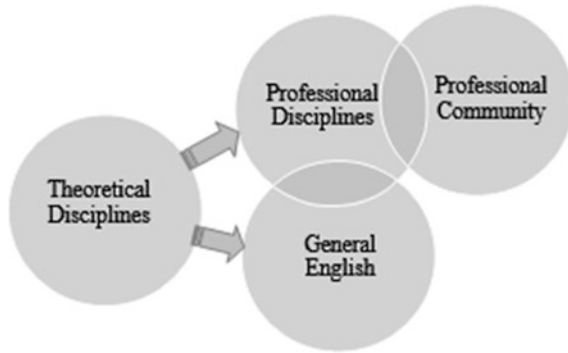 Professional
Disciplines
Professional
Community
Theoretical
Disciplines
General
English